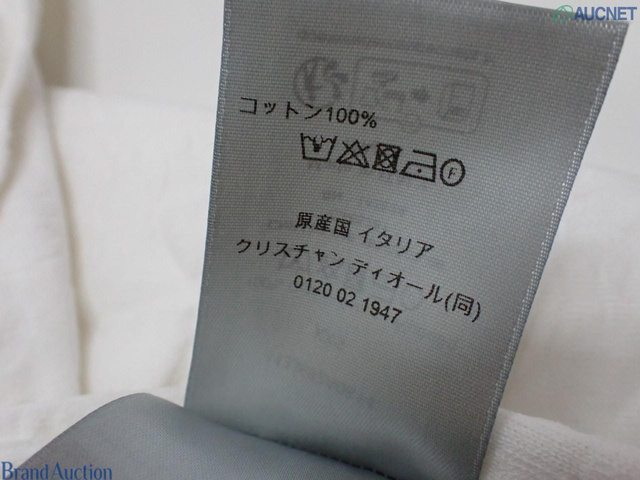 AUCNET
コットン100%
F
原産国 イタリア
クリスチャン ディオール(同)
0120 02 1947
Brand Auction